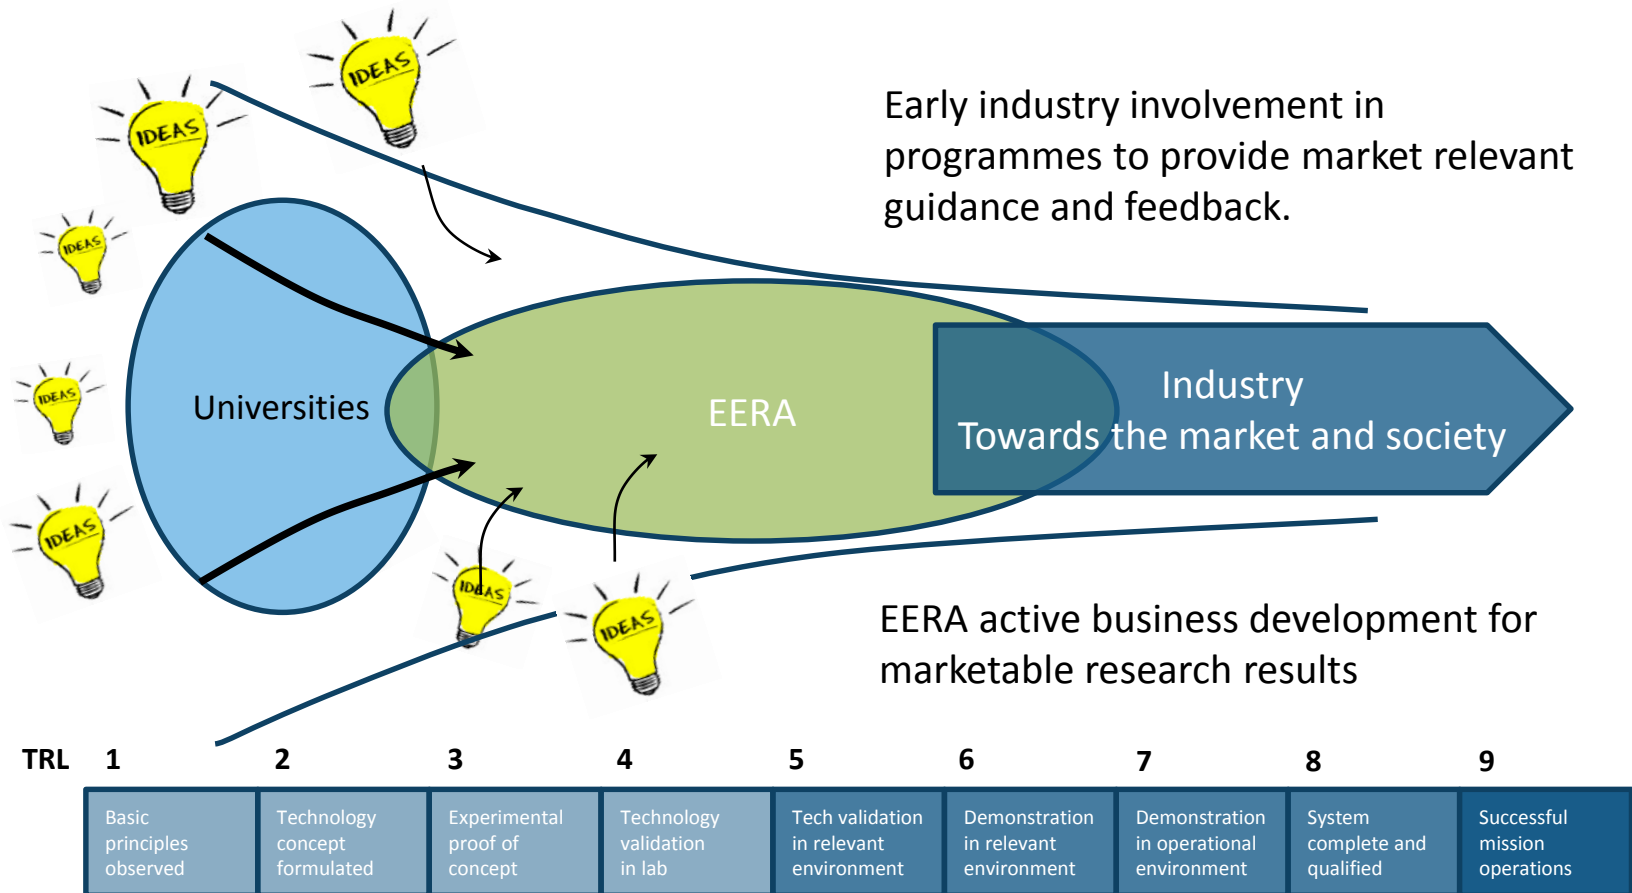 IDEAS
IDEAS
Early industry involvement in
programmes to provide market relevant
guidance and feedback.
IDEAS
IDEAS
Universities
EERA
Industry
Towards the market and society
IDEAS
IDEAS
IDEAS
EERA active business development for
marketable research results
TRL 1 2 3 4 5 6 7 8 9
Basic
principles
observed
Technology
concept
formulated
Experimental
proof of
concept
Technology
validation
in lab
Tech validation
in relevant
environment
Demonstration
in relevant
environment
Demonstration
in operational
environment
System
complete and
qualified
Successful
mission
operations